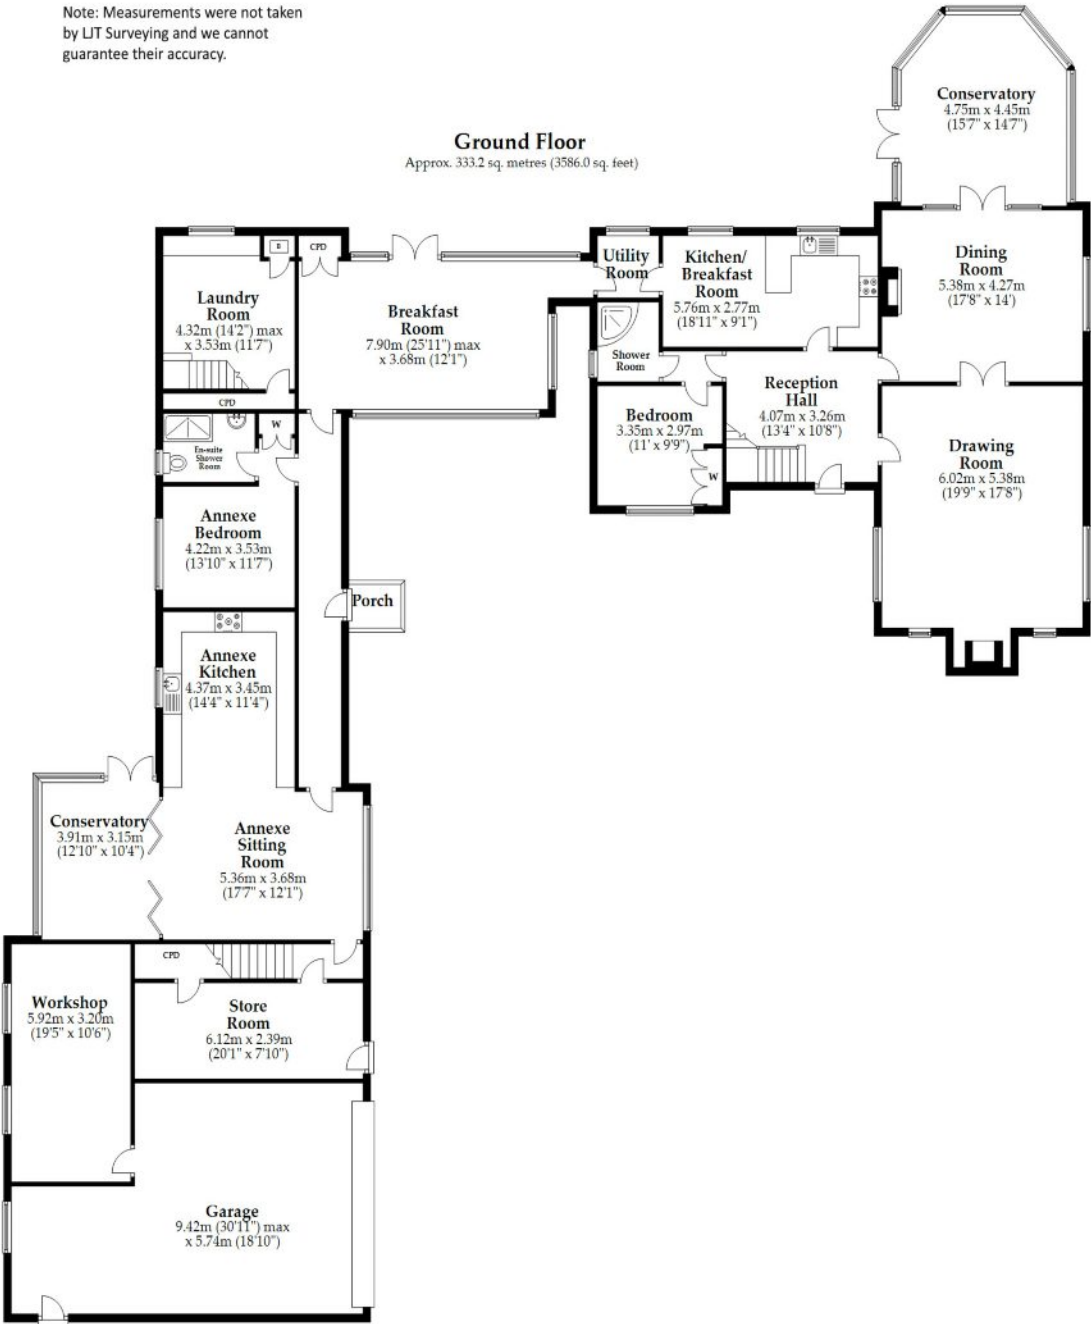 Note: Measurements were not taken
by LJT Surveying and we cannot
guarantee their accuracy.
Ground Floor
Approx. 333.2 sq. metres (3586.0 sq. feet)
Conservatory
4.75m x 4.45m
(15'7" x 14'7")
B
CPD
Laundry
Room
4.32m (14'2") max
x 3.53m (11'7")
Breakfast
Room
7.90m (25'11") max
x 3.68m (12'1")
Utility
Room
Kitchen/
Breakfast
Room
5.76m x 2.77m
(18'11" x 9'1")
Dining
Room
5.38m x 4.27m
(17'8" x 14')
Shower
Room
Reception
Hall
4.07m x 3.26m
(13'4" x 10'8")
Bedroom
3.35m x 2.97m
(11' x 9'9")
W
Drawing
Room
6.02m x 5.38m
(19'9" x 17'8")
CPD
W
En-suite
Shower
Room
Annexe
Bedroom
4.22m x 3.53m
(13'10" x 11'7")
Porch
Annexe
Kitchen
4.37m x 3.45m
(14'4" x 11'4")
Conservatory
3.91m x 3.15m
(12'10" x 10'4")
Annexe
Sitting
Room
5.36m x 3.68m
(17'7" x 12'1")
CPD
Workshop
5.92m x 3.20m
(19'5" x 10'6")
Store
Room
6.12m x 2.39m
(20'1" x 7'10")
Garage
9.42m (30'11") max
x 5.74m (18'10")